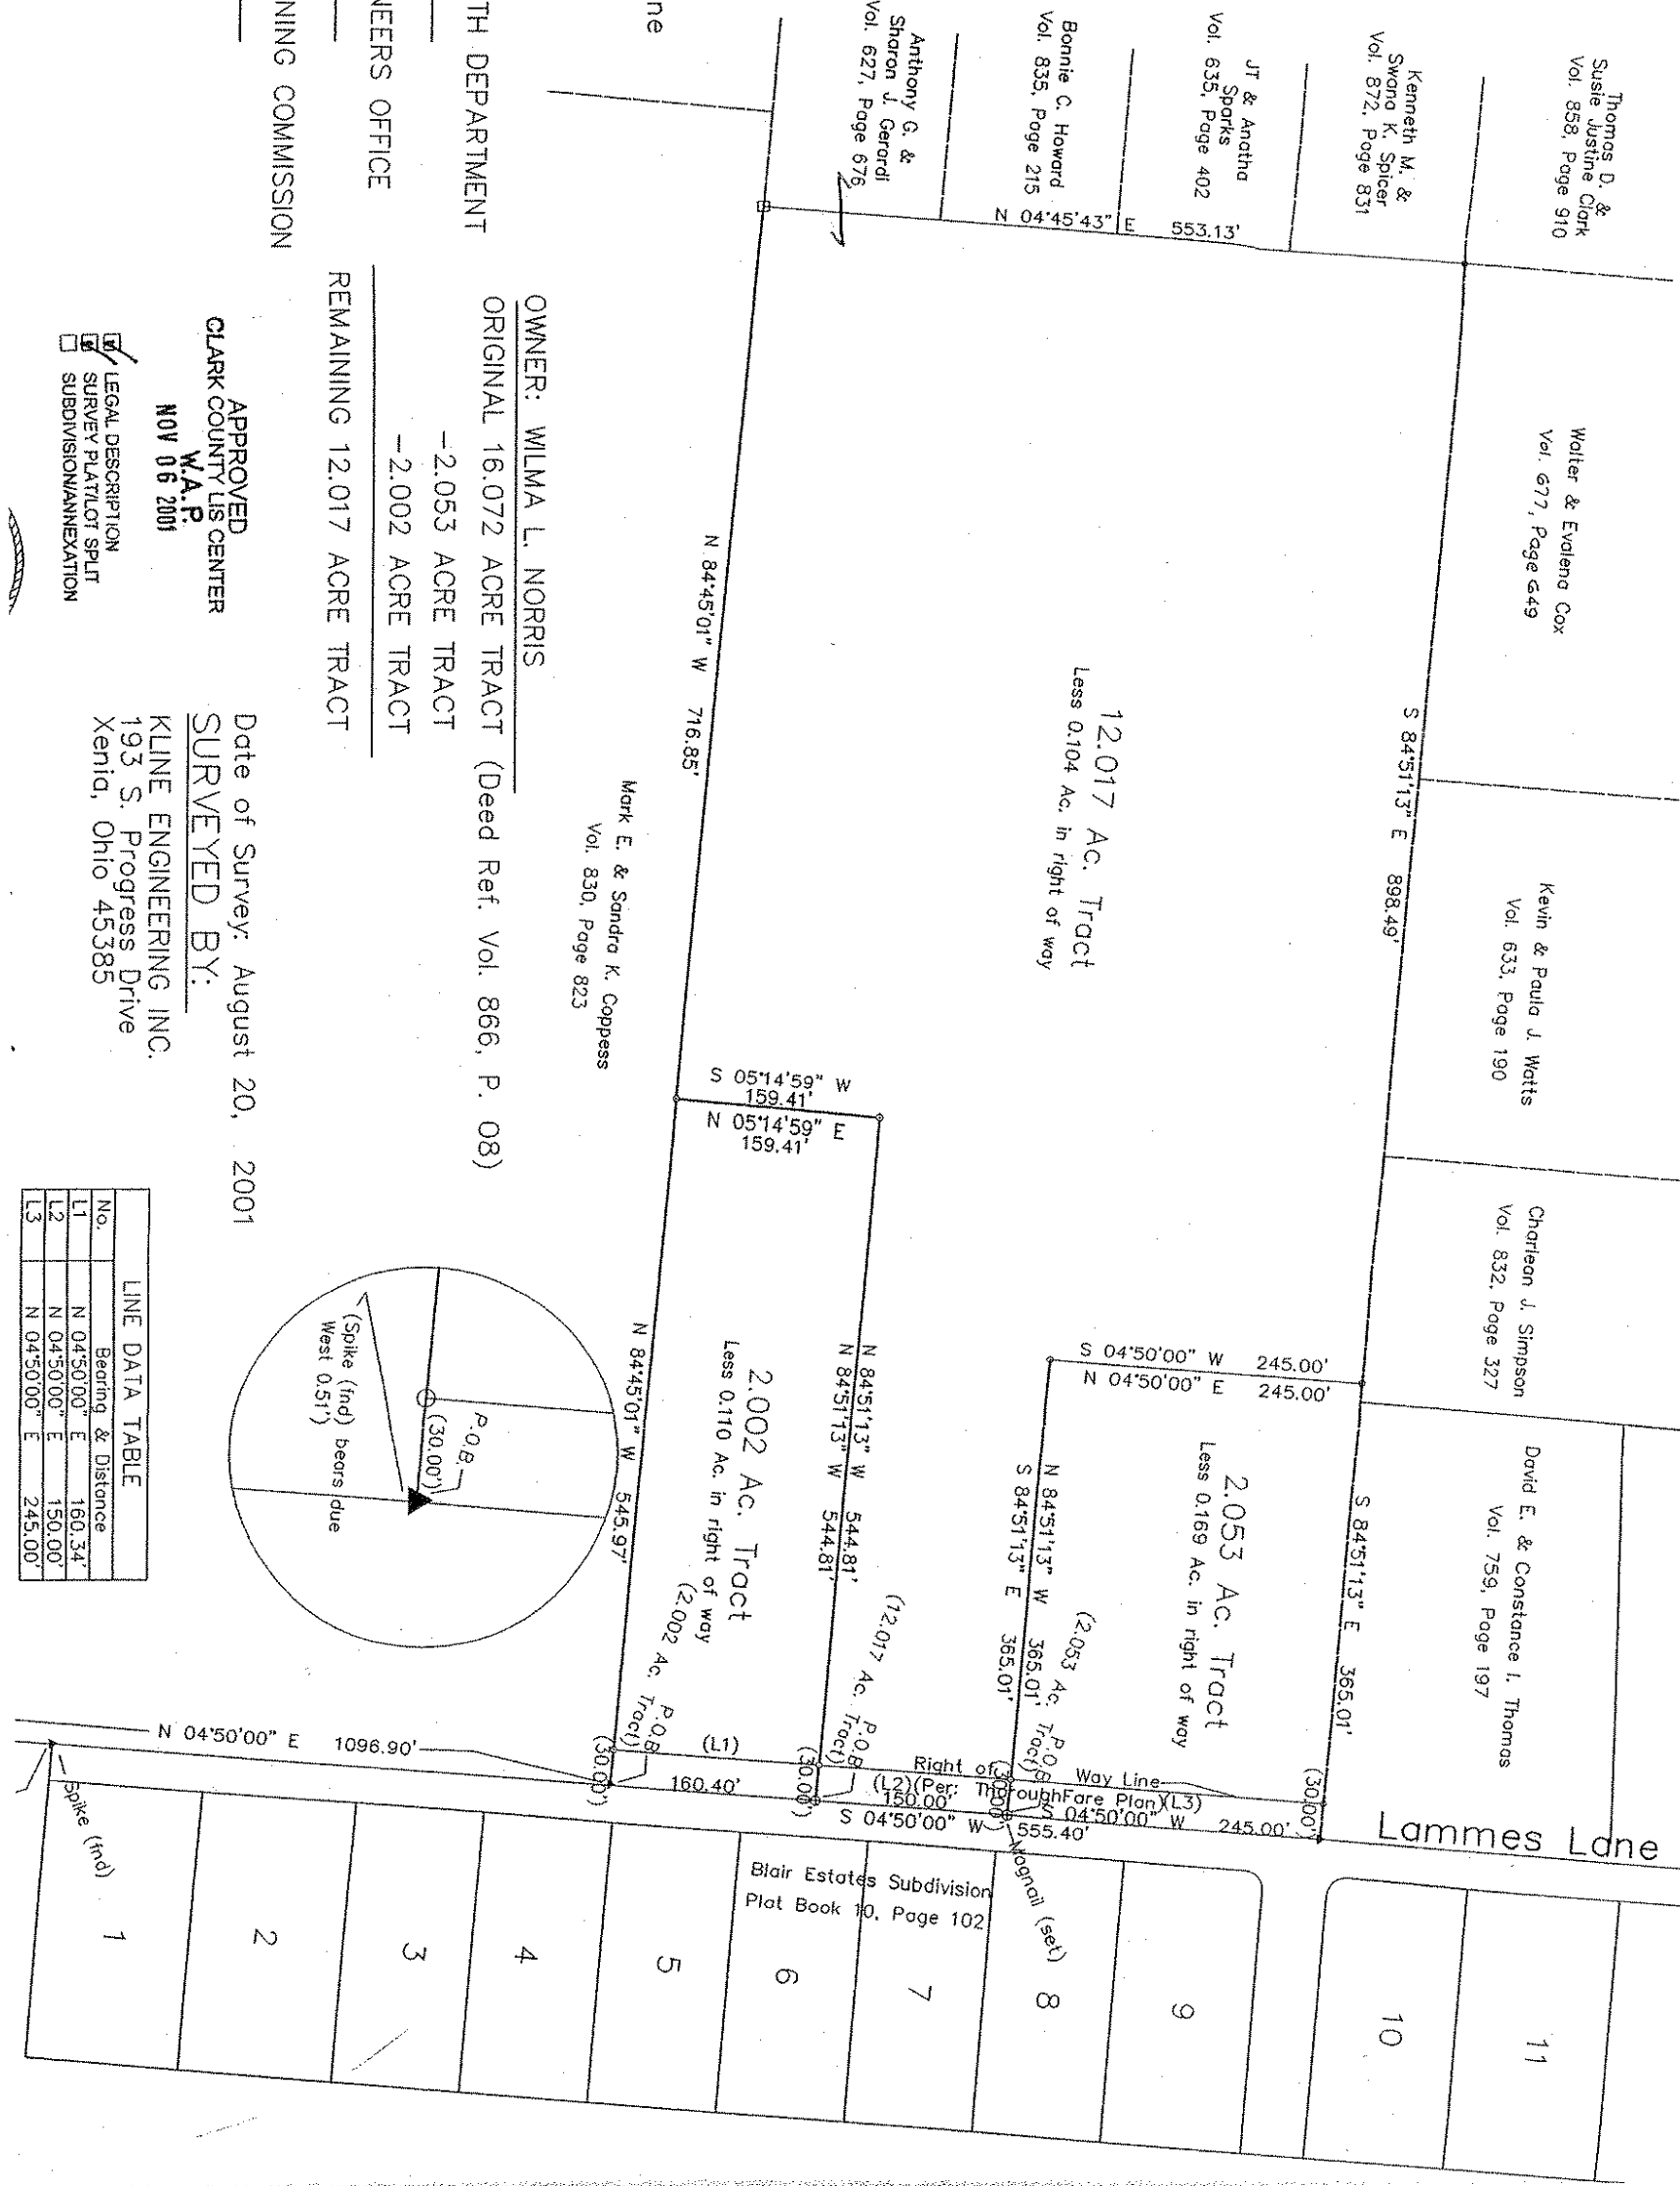 Thomas D. &
Susie Justine Clark
Vol. 858, Page 910
Kenneth M. &
Swana K. Spicer
Vol. 872, Page 831
JT & Anatha
Sparks
Vol. 635, Page 402
Bonnie C. Howard
Vol. 835, Page 215
Anthony G. &
Sharon J. Gerardi
Vol. 627, Page 676
ne
N 04°45'43" E 553.13'
Walter & Evalena Cox
Vol. 677, Page 649
Kevin & Paula J. Watts
Vol. 633, Page 190
Charlean J. Simpson
Vol. 832, Page 327
David E. & Constance I. Thomas
Vol. 759, Page 197
S 84°51'13" E 898.49'
S 84°51'13" E 365.01'
12.017 Ac. Tract
Less 0.104 Ac. in right of way
S 04°50'00" W 245.00'
N 04°50'00" E 245.00'
2.053 Ac. Tract
Less 0.169 Ac. in right of way
N 84°51'13" W 365.01'
S 84°51'13" E 365.01'
P.O.B.
(2.053 Ac. Tract)
N 84°51'13" W 544.81'
N 84°51'13" W 544.81'
P.O.B.
(12.017 Ac. Tract)
S 05°14'59" W
159.41'
N 05°14'59" E
159.41'
2.002 Ac. Tract
Less 0.110 Ac. in right of way
P.O.B.
(2.002 Ac. Tract)
N 84°45'01" W 716.85'
N 84°45'01" W 545.97'
Mark E. & Sandra K. Coppess
Vol. 830, Page 823
(30.00')
(30.00')
(30.00')
(30.00')
N 04°50'00" E 1096.90'
(L1)
160.40'
Right of Way Line
(L2)(Per: ThoroughFare Plan)(L3)
150.00'
S 04°50'00" W 245.00'
S 04°50'00" W 555.40'
Lammes Lane
Spike (fnd)
Magnail (set)
Blair Estates Subdivision
Plat Book 10, Page 102
1
2
3
4
5
6
7
8
9
10
11
TH DEPARTMENT
NEERS OFFICE
NING COMMISSION
OWNER: WILMA L. NORRIS
ORIGINAL 16.072 ACRE TRACT (Deed Ref. Vol. 866, P. 08)
-2.053 ACRE TRACT
-2.002 ACRE TRACT
REMAINING 12.017 ACRE TRACT
APPROVED
CLARK COUNTY LIS CENTER
W.A.P.
NOV 06 2001
LEGAL DESCRIPTION
SURVEY PLAT/LOT SPLIT
SUBDIVISION/ANNEXATION
Date of Survey: August 20, 2001
SURVEYED BY:
KLINE ENGINEERING INC.
193 S. Progress Drive
Xenia, Ohio 45385
P.O.B.
(30.00')
(Spike (fnd) bears due
West 0.51')
LINE DATA TABLE
No. Bearing & Distance
L1 N 04°50'00" E 160.34'
L2 N 04°50'00" E 150.00'
L3 N 04°50'00" E 245.00'